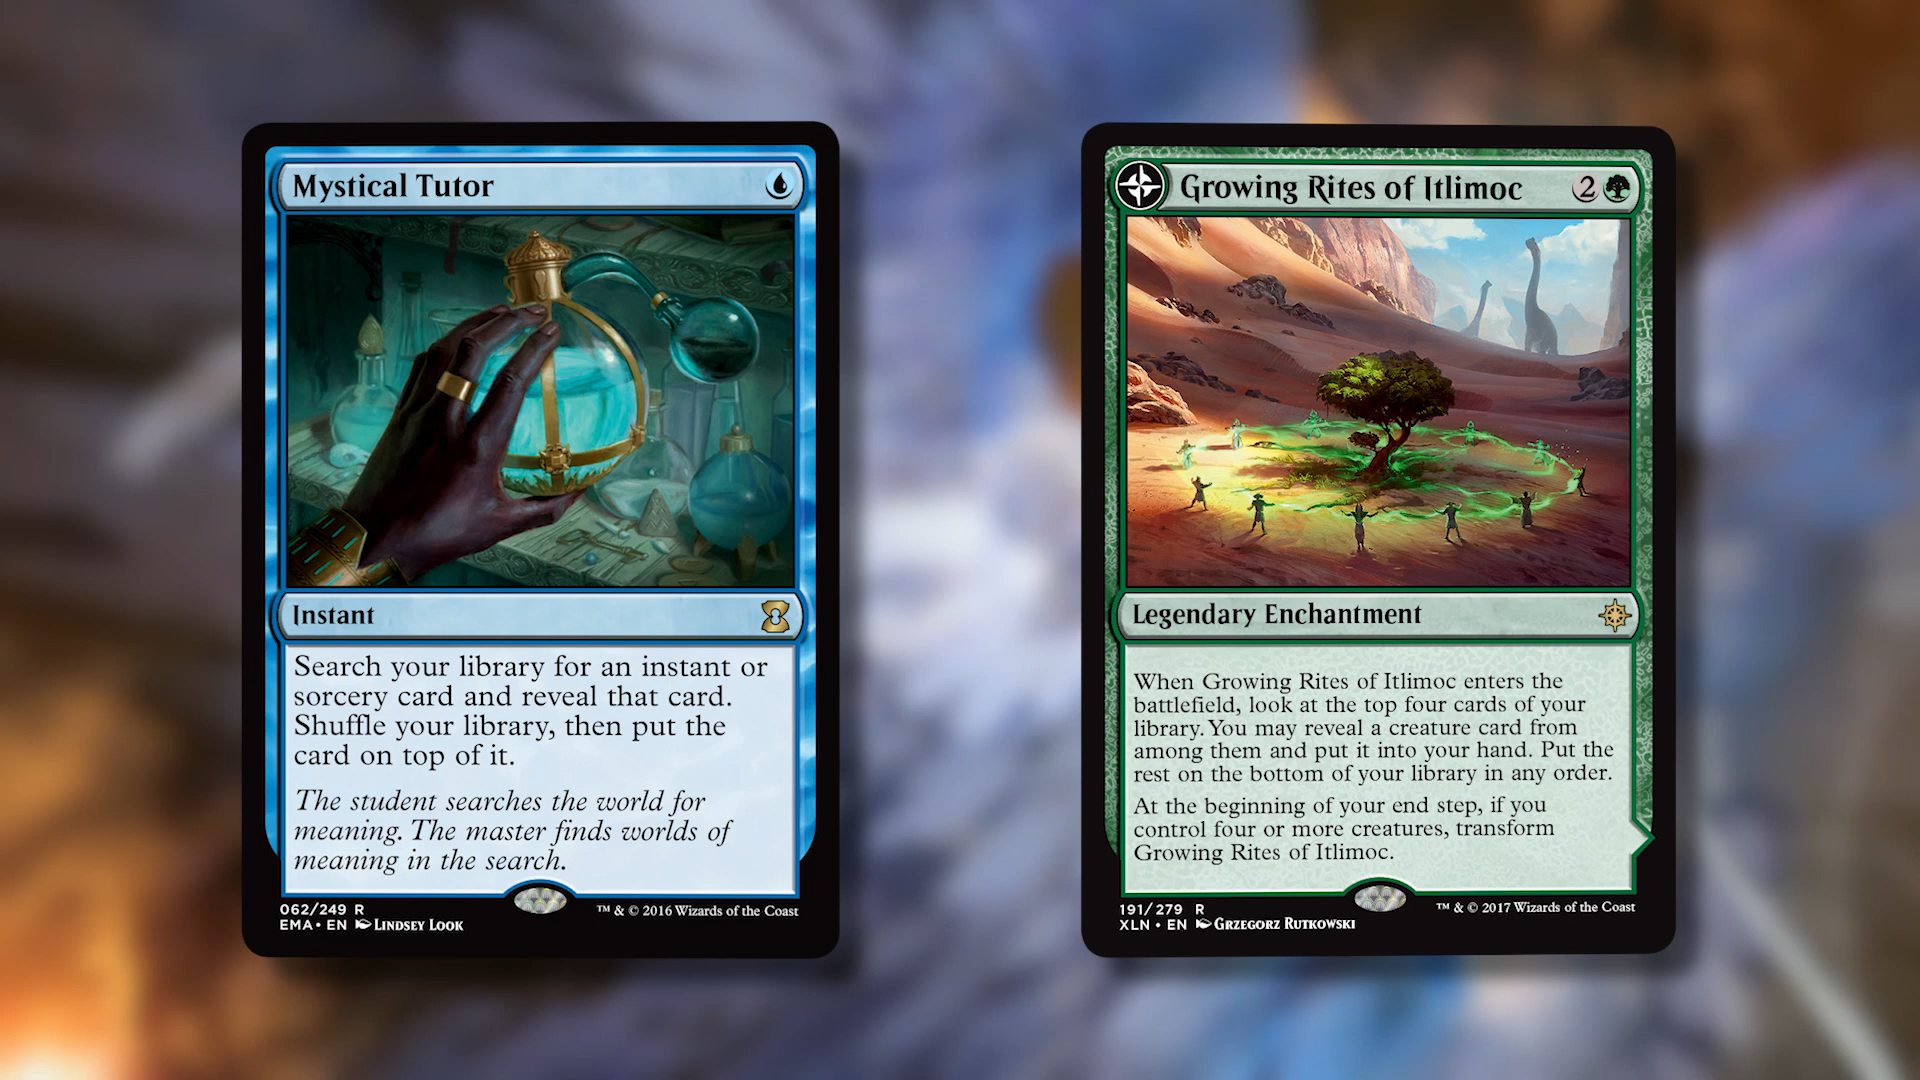 Mystical Tutor
Instant
Search your library for an instant or
sorcery card and reveal that card.
Shuffle your library, then put the
card on top of it.
The student searches the world for
meaning. The master finds worlds of
meaning in the search.
062/249 R
EMA • EN LINDSEY LOOK
™ & © 2016 Wizards of the Coast
Growing Rites of Itlimoc 2
Legendary Enchantment
When Growing Rites of Itlimoc enters the
battlefield, look at the top four cards of your
library. You may reveal a creature card from
among them and put it into your hand. Put the
rest on the bottom of your library in any order.
At the beginning of your end step, if you
control four or more creatures, transform
Growing Rites of Itlimoc.
191/279 R
XLN • EN GRZEGORZ RUTKOWSKI
™ & © 2017 Wizards of the Coast